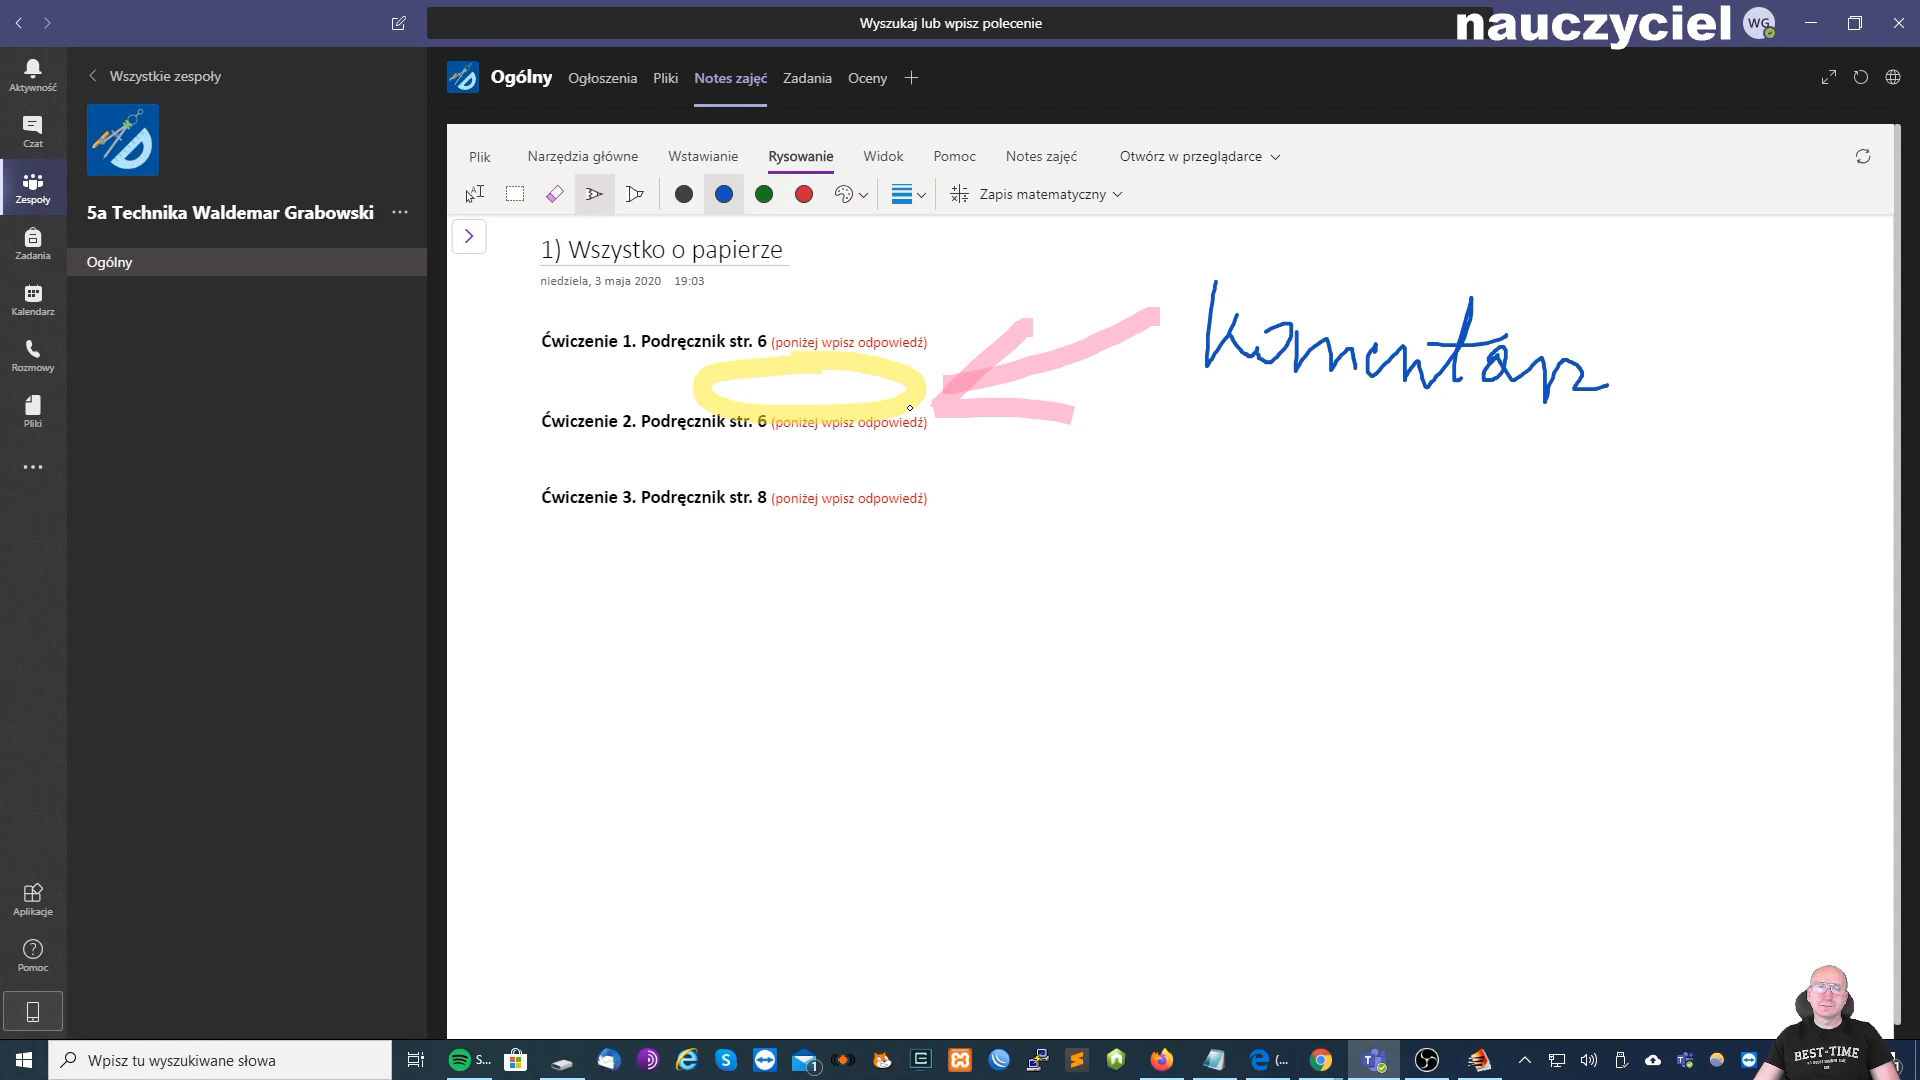 Wyszukaj lub wpisz polecenie
nauczyciel
WG
Aktywność
Czat
Zespoły
Zadania
Kalendarz
Rozmowy
Pliki
Aplikacje
Pomoc
Wszystkie zespoły
5a Technika Waldemar Grabowski
Ogólny
Ogólny Ogłoszenia Pliki Notes zajęć Zadania Oceny
Plik Narzędzia główne Wstawianie Rysowanie Widok Pomoc Notes zajęć Otwórz w przeglądarce
Zapis matematyczny
1) Wszystko o papierze
niedziela, 3 maja 2020 19:03
Ćwiczenie 1. Podręcznik str. 6 (poniżej wpisz odpowiedź)
komentarz
Ćwiczenie 2. Podręcznik str. 6 (poniżej wpisz odpowiedź)
Ćwiczenie 3. Podręcznik str. 8 (poniżej wpisz odpowiedź)
BEST-TIME
Wpisz tu wyszukiwane słowa
S...
(...